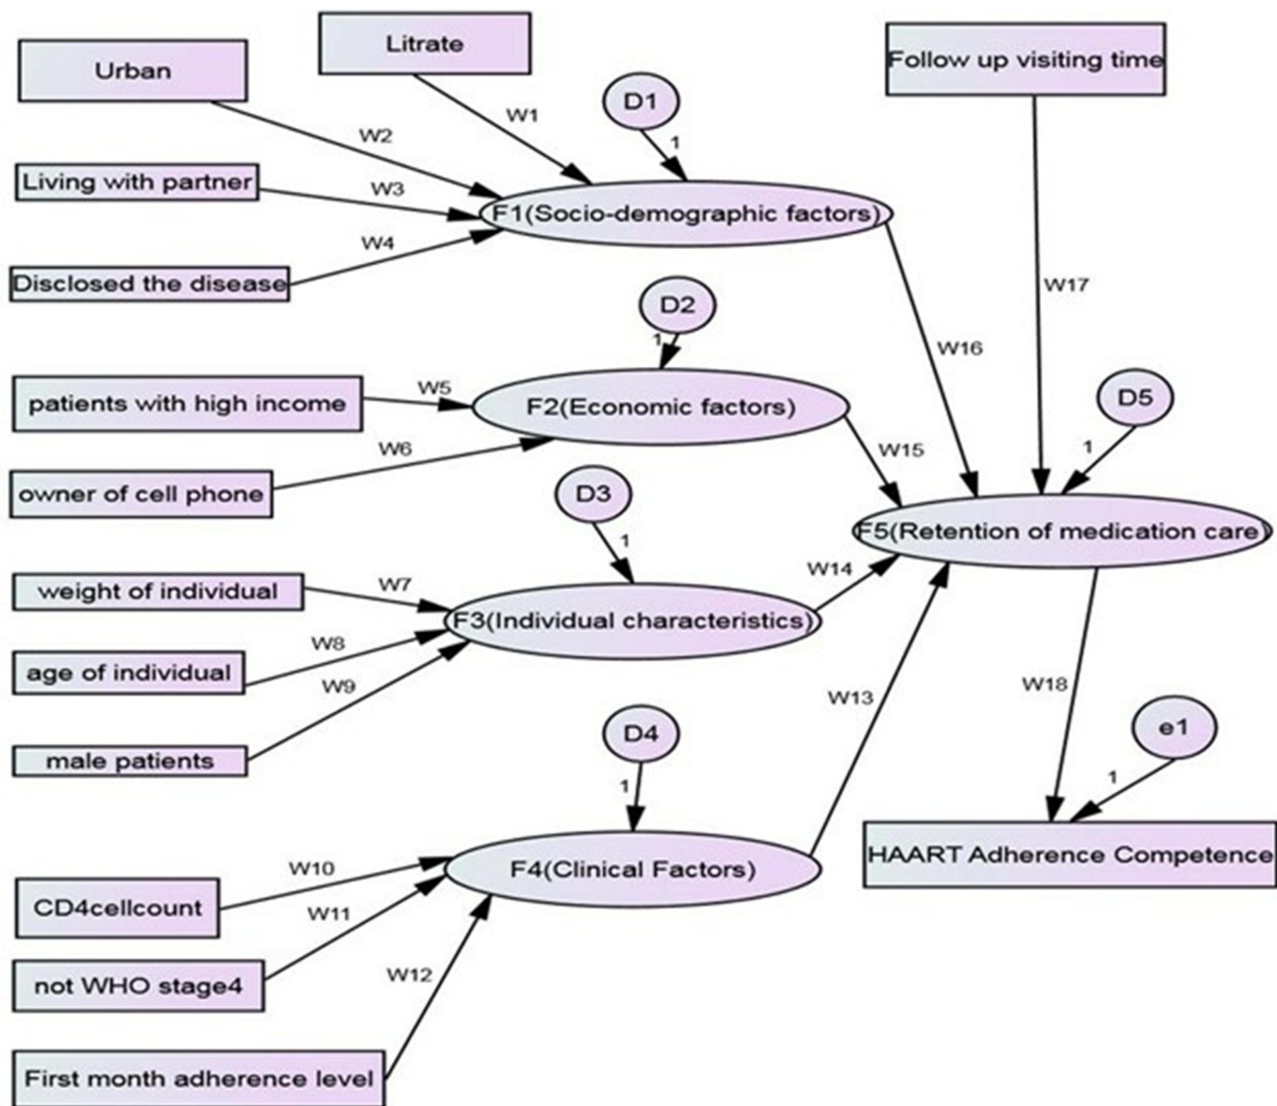 Litrate
Follow up visiting time
Urban
D1
W1
1
W2
Living with partner
W3
F1(Socio-demographic factors)
W4
Disclosed the disease
W17
D2
1
W16
patients with high income
W5
F2(Economic factors)
D5
W6
W15
1
owner of cell phone
D3
F5(Retention of medication care)
1
W14
weight of individual
W7
F3(Individual characteristics)
W8
age of individual
W9
W18
W13
male patients
D4
e1
1
1
HAART Adherence Competence
W10
F4(Clinical Factors)
CD4cellcount
W11
not WHO stage4
W12
First month adherence level